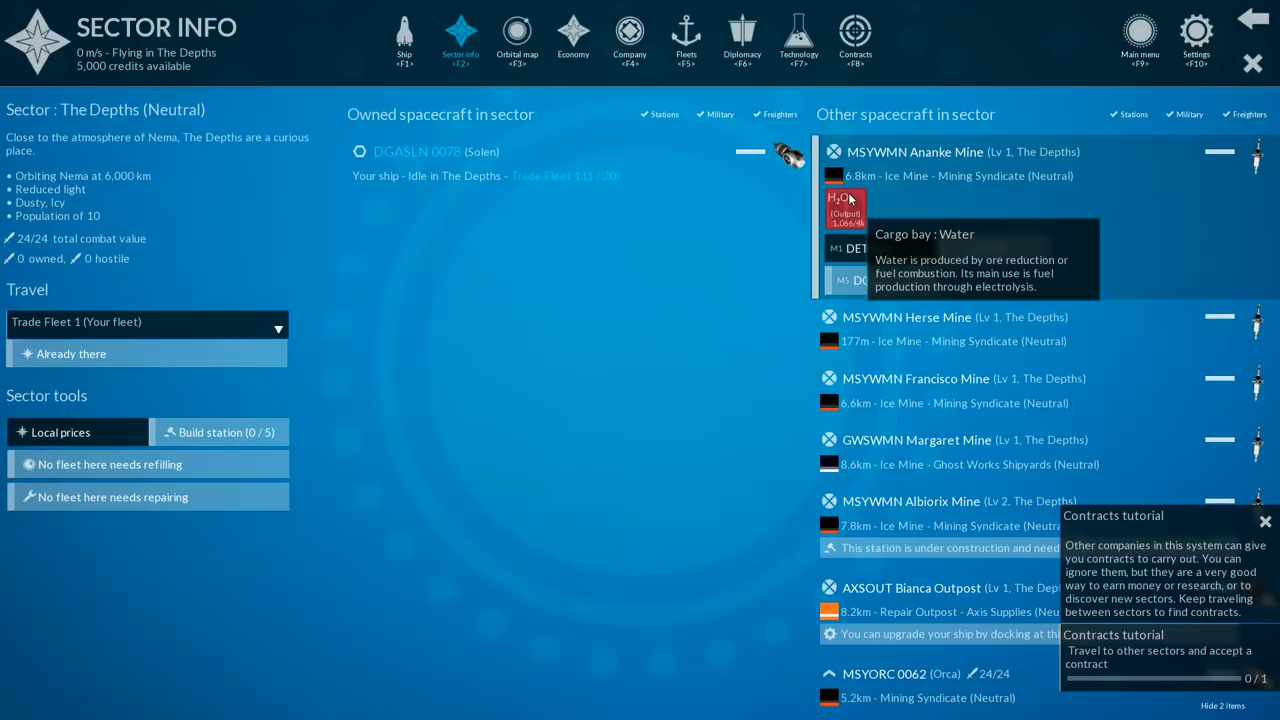 SECTOR INFO
0 m/s - Flying in The Depths
5,000 credits available
Ship
<F1>
Sector info
<F2>
Orbital map
<F3>
Economy
Company
<F4>
Fleets
<F5>
Diplomacy
<F6>
Technology
<F7>
Contracts
<F8>
Main menu
<F9>
Settings
<F10>
Sector : The Depths (Neutral)
Close to the atmosphere of Nema, The Depths are a curious
place.
• Orbiting Nema at 6,000 km
• Reduced light
• Dusty, Icy
• Population of 10
24/24 total combat value
0 owned, 0 hostile
Travel
Trade Fleet 1 (Your fleet)
Already there
Sector tools
Local prices
Build station (0 / 5)
No fleet here needs refilling
No fleet here needs repairing
Owned spacecraft in sector
Stations
Military
Freighters
DGASLN 0078 (Solen)
Your ship - Idle in The Depths - Trade Fleet 1 (1 / 20)
Other spacecraft in sector
Stations
Military
Freighters
MSYWMN Ananke Mine (Lv 1, The Depths)
6.8km - Ice Mine - Mining Syndicate (Neutral)
H₂O
(Output)
1,066/4k
M1 DET
M5
Cargo bay : Water
Water is produced by ore reduction or
fuel combustion. Its main use is fuel
production through electrolysis.
MSYWMN Herse Mine (Lv 1, The Depths)
177m - Ice Mine - Mining Syndicate (Neutral)
MSYWMN Francisco Mine (Lv 1, The Depths)
6.6km - Ice Mine - Mining Syndicate (Neutral)
GWSWMN Margaret Mine (Lv 1, The Depths)
8.6km - Ice Mine - Ghost Works Shipyards (Neutral)
MSYWMN Albiorix Mine (Lv 2, The Depths)
7.8km - Ice Mine - Mining Syndicate (Neutra
This station is under construction and need
AXSOUT Bianca Outpost (Lv 1, The Dep
8.2km - Repair Outpost - Axis Supplies (Neu
You can upgrade your ship by docking at thi
MSYORC 0062 (Orca) 24/24
5.2km - Mining Syndicate (Neutral)
Contracts tutorial
Other companies in this system can give
you contracts to carry out. You can
ignore them, but they are a very good
way to earn money or research, or to
discover new sectors. Keep traveling
between sectors to find contracts.
Contracts tutorial
Travel to other sectors and accept a
contract
0 / 1
Hide 2 items